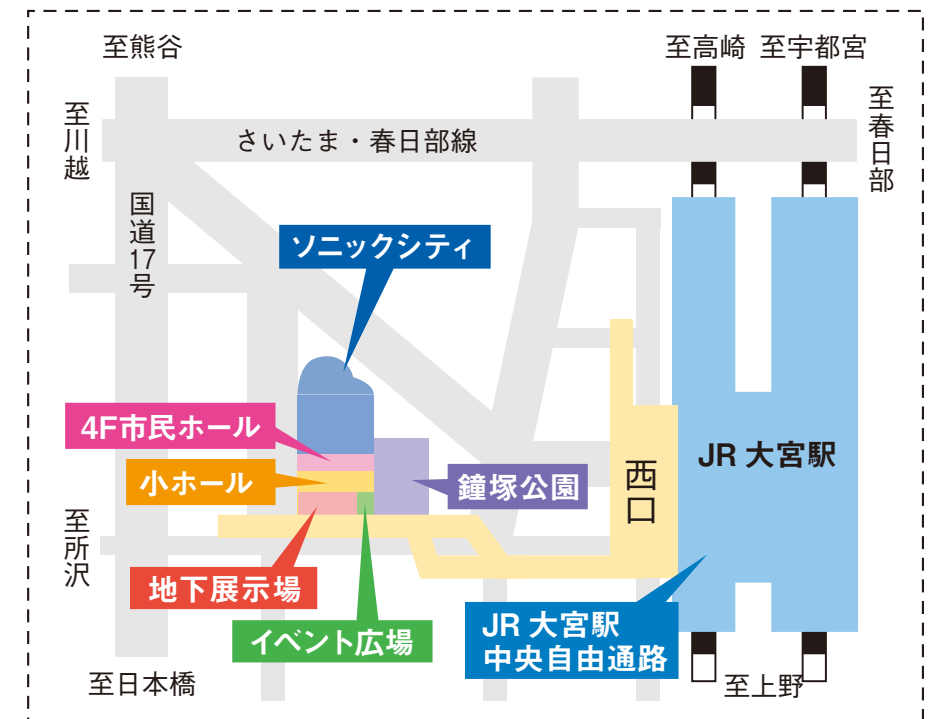 至熊谷
至高崎
至宇都宮
至川越
さいたま・春日部線
至春日部
国道17号
ソニックシティ
4F市民ホール
小ホール
鐘塚公園
西口
JR 大宮駅
至所沢
地下展示場
イベント広場
JR 大宮駅
中央自由通路
至日本橋
至上野